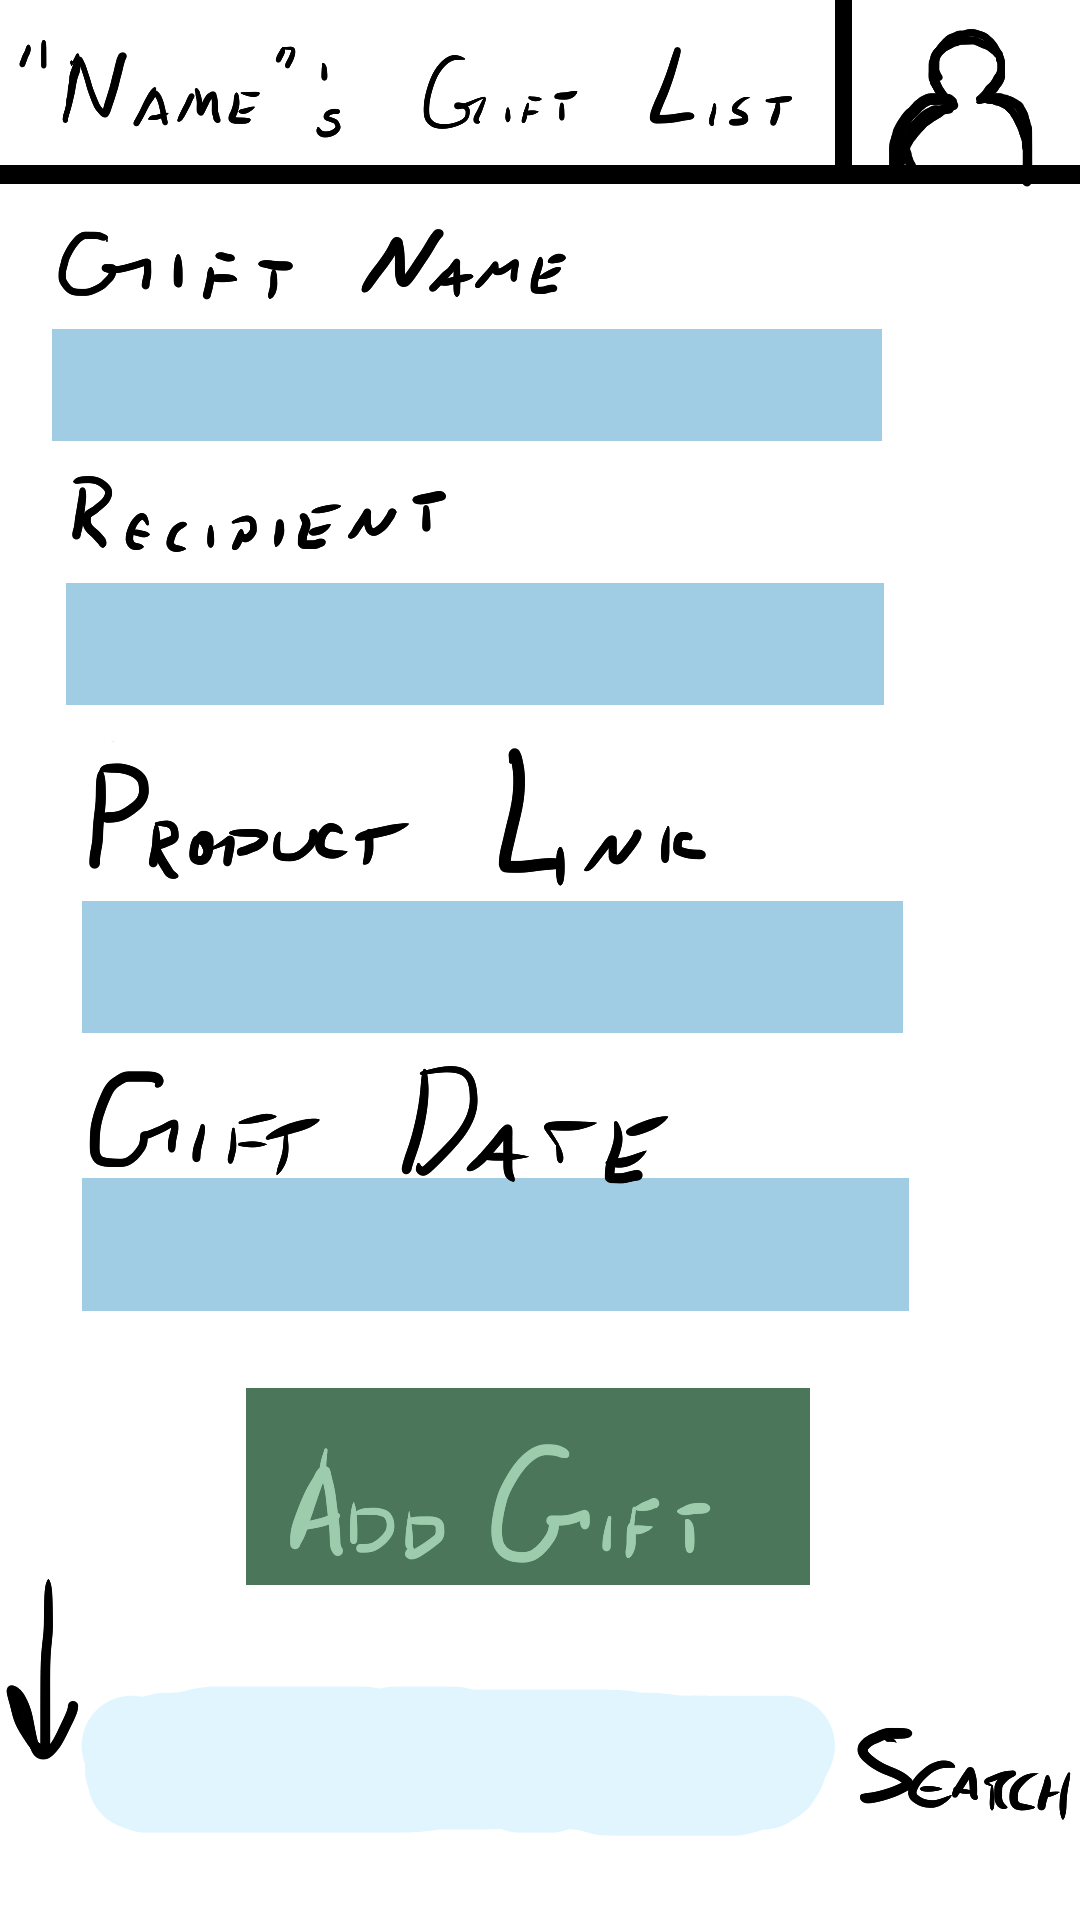 "NAME"'s GIFT LIST
GIFT NAME
RECIPIENT
PRODUCT LINK
GIFT DATE
ADD GIFT
SEARCH